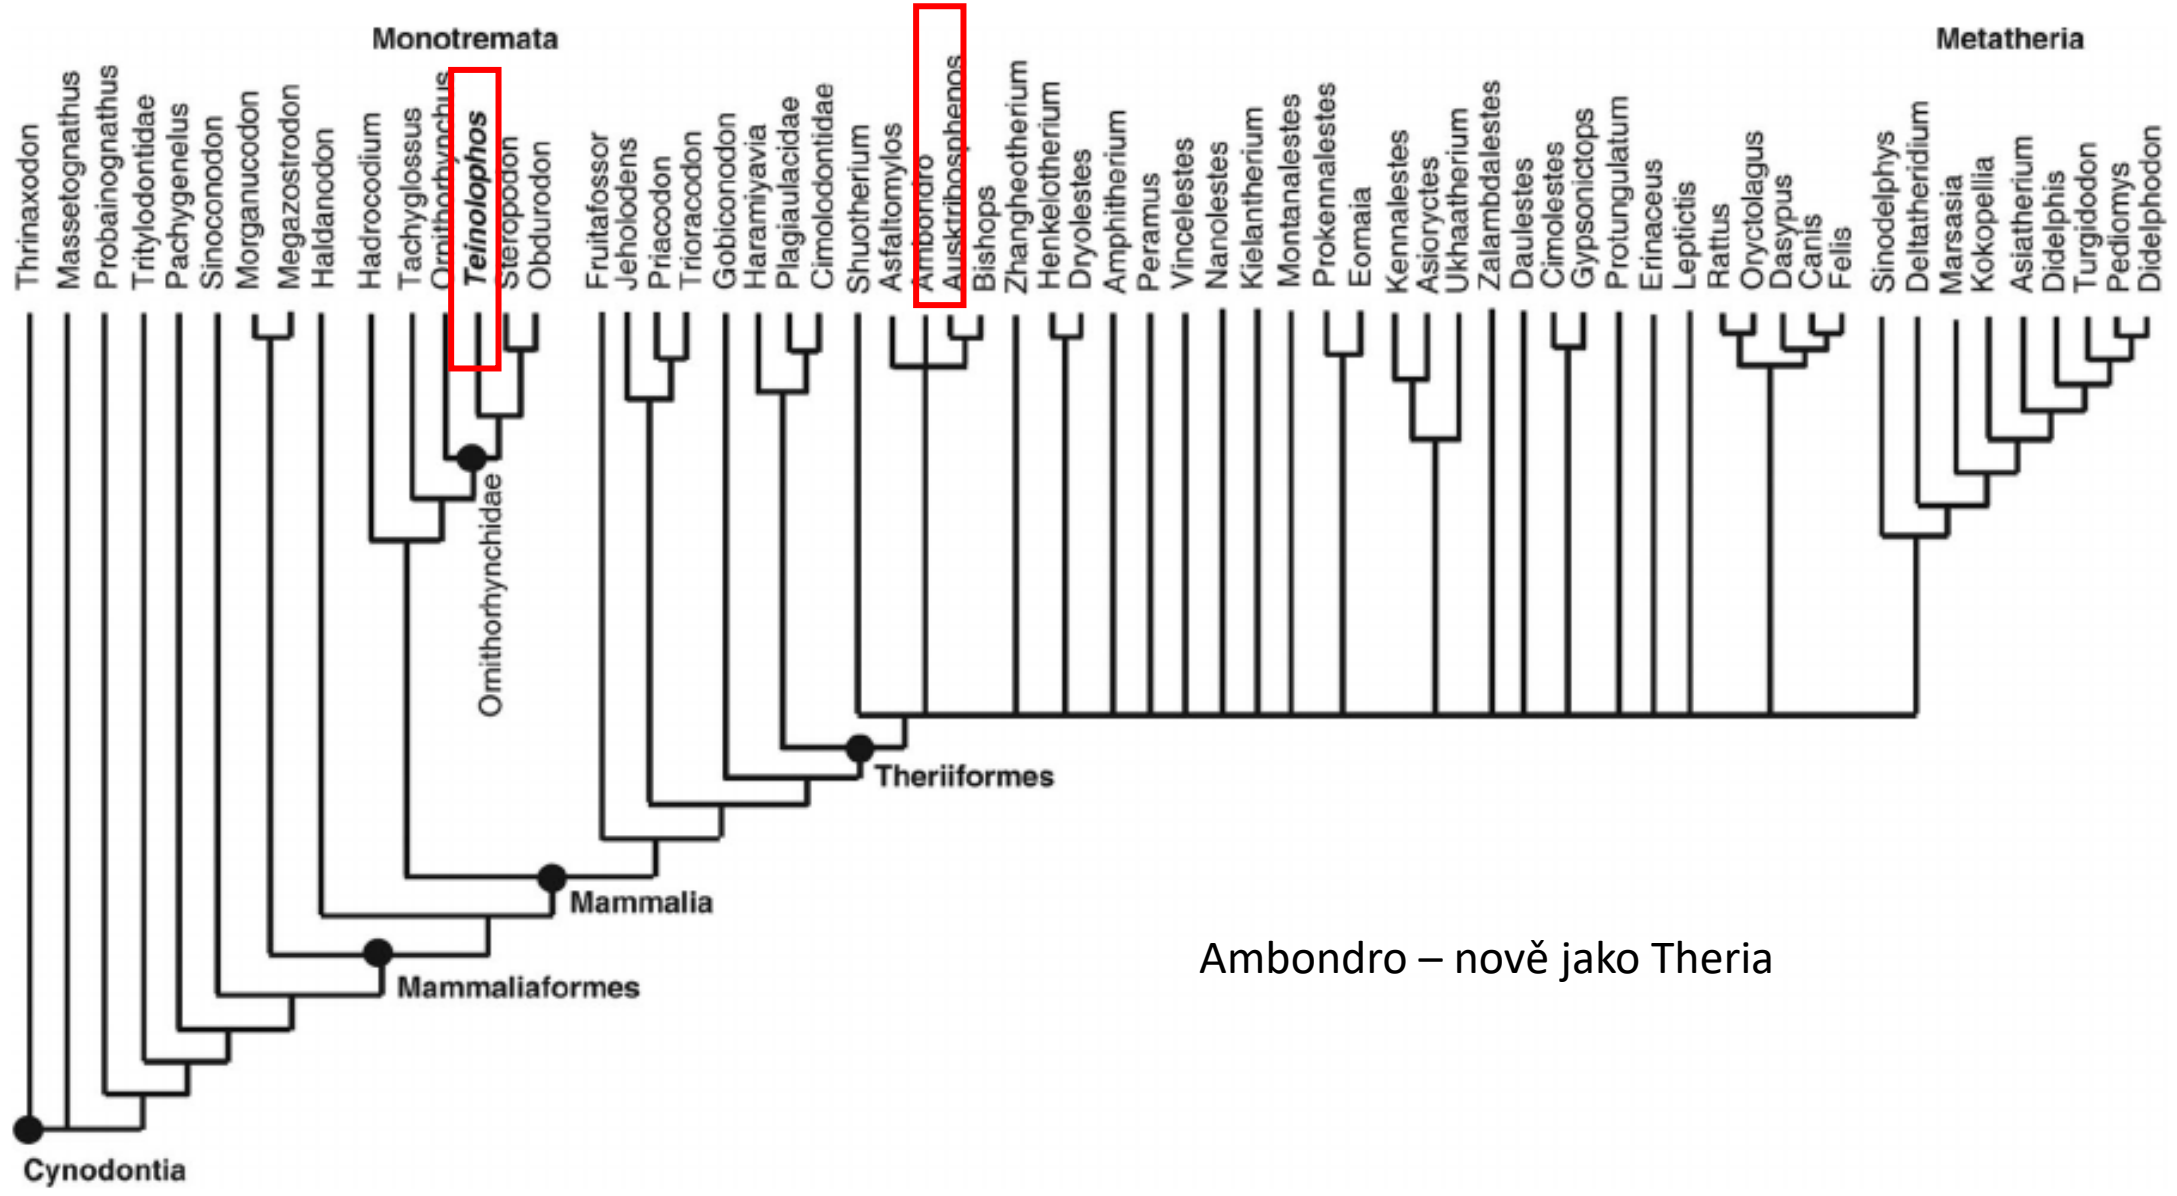 Monotremata
Metatheria
Thrinaxodon
Massetognathus
Probainognathus
Tritylodontidae
Pachygenelus
Sinoconodon
Morganucodon
Megazostrodon
Haldanodon
Hadrocodium
Tachyglossus
Ornithorhynchus
Teinolophos
Steropodon
Obdurodon
Fruitafossor
Jeholodens
Priacodon
Trioracodon
Gobiconodon
Haramiyavia
Plagiaulacidae
Cimolodontidae
Shuotherium
Asfaltomylos
Ambondro
Ausktribosphenos
Bishops
Zhangheotherium
Henkelotherium
Dryolestes
Amphitherium
Peramus
Vincelestes
Nanolestes
Kielantherium
Montanalestes
Prokennalestes
Eomaia
Kennalestes
Asioryctes
Ukhaatherium
Zalambdalestes
Daulestes
Cimolestes
Gypsonictops
Protungulatum
Erinaceus
Leptictis
Rattus
Oryctolagus
Dasypus
Canis
Felis
Sinodelphys
Deltatheridium
Marsasia
Kokopellia
Asiatherium
Didelphis
Turgidodon
Pediomys
Didelphodon
Ornithorhynchidae
Theriiformes
Mammalia
Ambondro – nově jako Theria
Mammaliaformes
Cynodontia